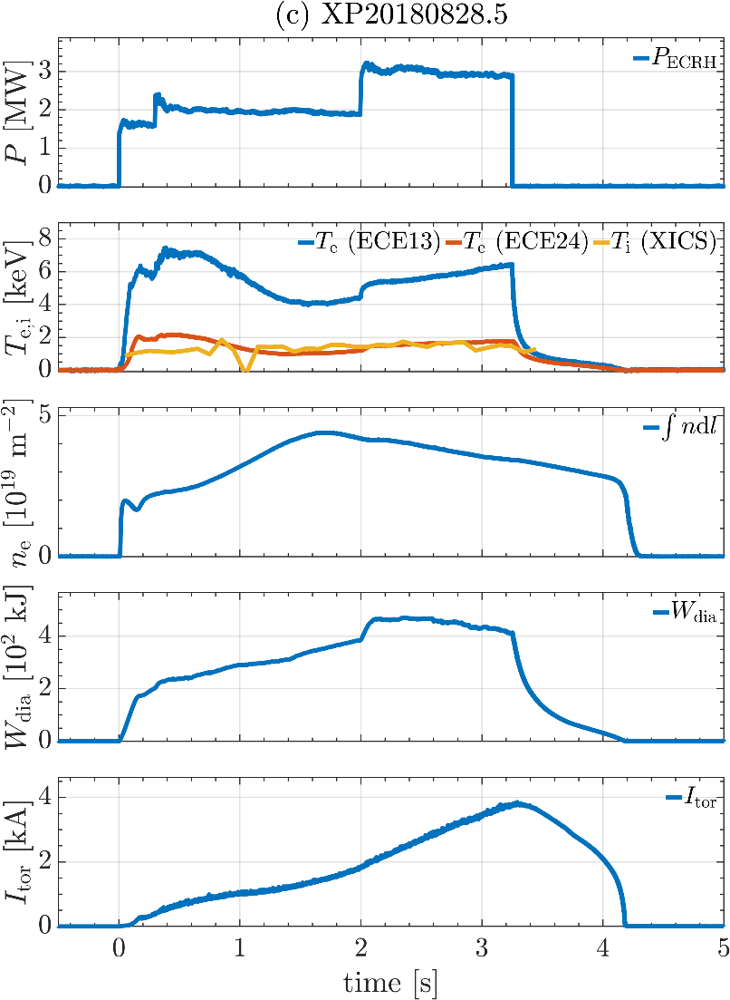 (c) XP20180828.5
P [MW]
3
2
1
0
P_ECRH
T_e,i [keV]
8
6
4
2
0
T_e (ECE13) T_e (ECE24) T_i (XICS)
n_e [10^19 m^−2]
5
0
∫ ndl
W_dia [10^2 kJ]
4
2
0
W_dia
I_tor [kA]
4
2
0
I_tor
0 1 2 3 4 5
time [s]